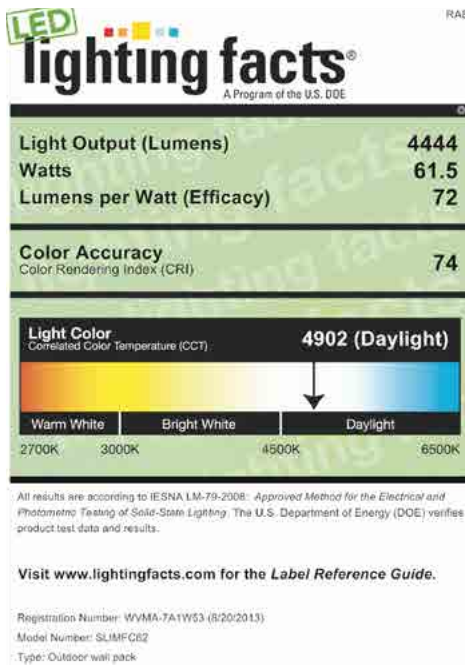 RAB
LED
lighting facts®
A Program of the U.S. DOE
Light Output (Lumens) 4444
Watts 61.5
Lumens per Watt (Efficacy) 72
Color Accuracy
Color Rendering Index (CRI) 74
Light Color
Correlated Color Temperature (CCT) 4902 (Daylight)
Warm White Bright White Daylight
2700K 3000K 4500K 6500K
All results are according to IESNA LM-79-2008: Approved Method for the Electrical and
Photometric Testing of Solid-State Lighting. The U.S. Department of Energy (DOE) verifies
product test data and results.
Visit www.lightingfacts.com for the Label Reference Guide.
Registration Number: WVMA-7A1W53 (8/20/2013)
Model Number: SLIMFC62
Type: Outdoor wall pack